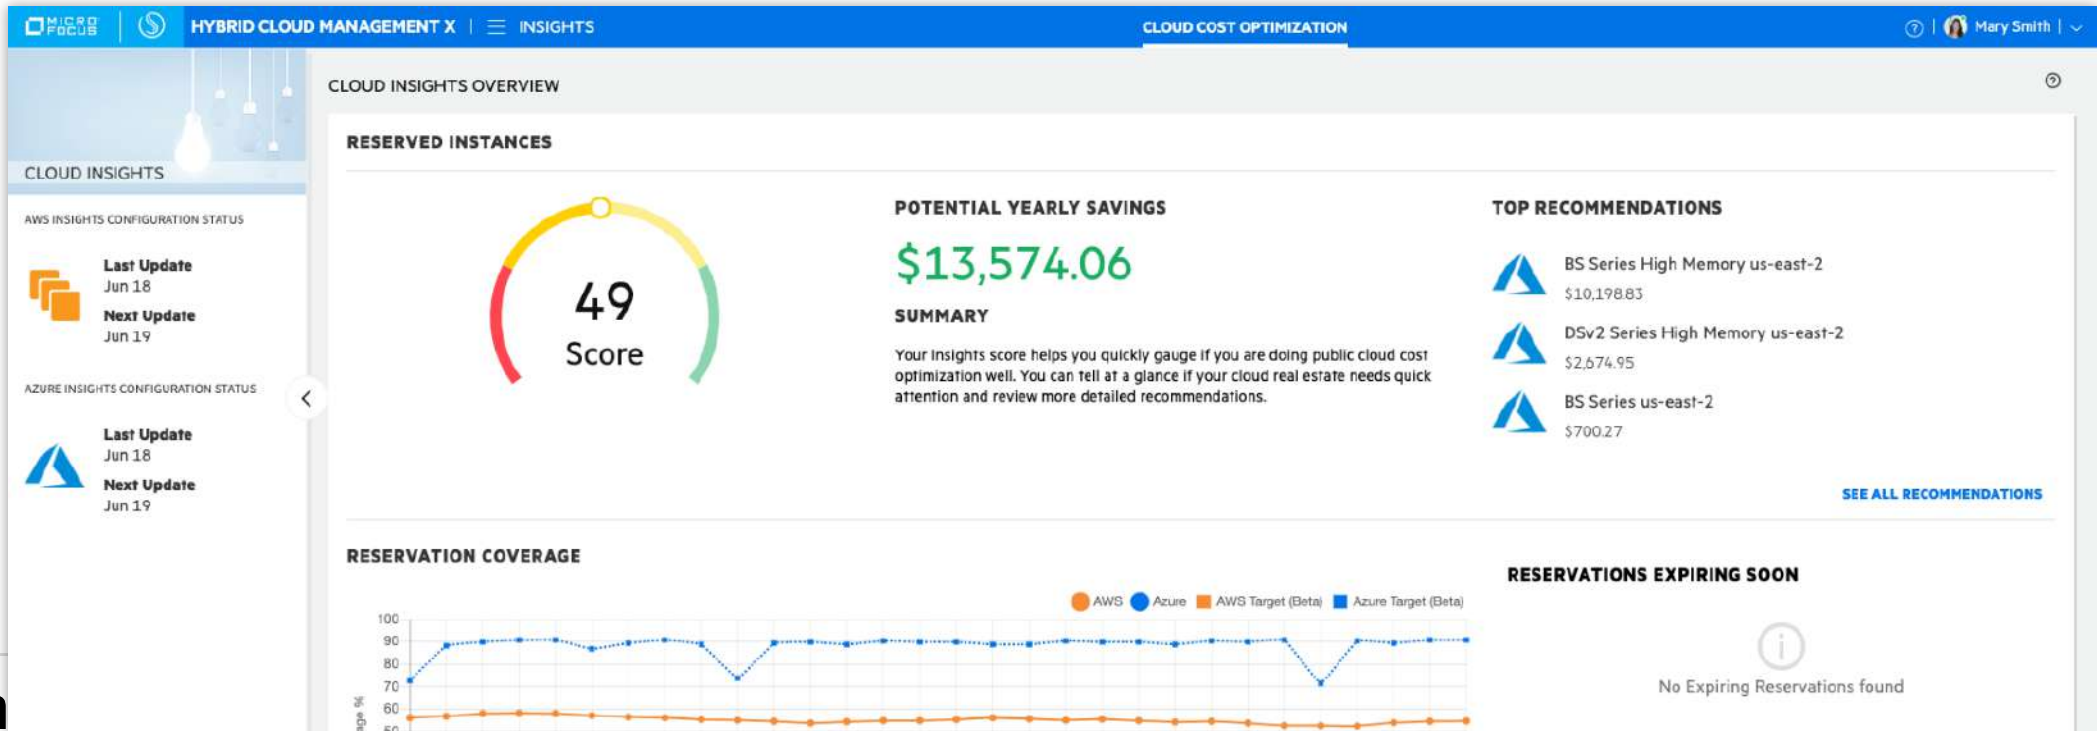 MICRO FOCUS
HYBRID CLOUD MANAGEMENT X | INSIGHTS
CLOUD COST OPTIMIZATION
Mary Smith
CLOUD INSIGHTS
AWS INSIGHTS CONFIGURATION STATUS
Last Update
Jun 18
Next Update
Jun 19
AZURE INSIGHTS CONFIGURATION STATUS
Last Update
Jun 18
Next Update
Jun 19
CLOUD INSIGHTS OVERVIEW
RESERVED INSTANCES
49
Score
POTENTIAL YEARLY SAVINGS
$13,574.06
SUMMARY
Your Insights score helps you quickly gauge if you are doing public cloud cost
optimization well. You can tell at a glance if your cloud real estate needs quick
attention and review more detailed recommendations.
TOP RECOMMENDATIONS
BS Series High Memory us-east-2
$10,198.83
DSv2 Series High Memory us-east-2
$2,674.95
BS Series us-east-2
$700.27
SEE ALL RECOMMENDATIONS
RESERVATION COVERAGE
AWS Azure AWS Target (Beta) Azure Target (Beta)
100
90
80
70
60
RESERVATIONS EXPIRING SOON
No Expiring Reservations found